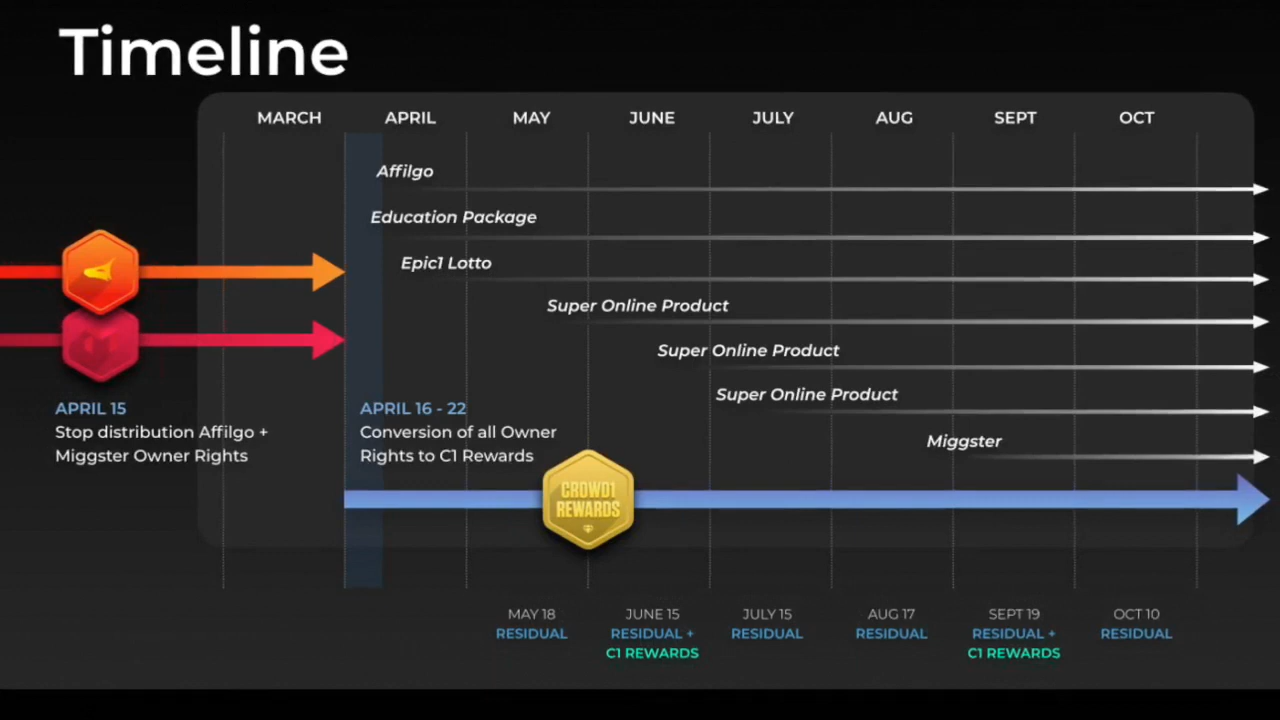 Timeline
MARCH APRIL MAY JUNE JULY AUG SEPT OCT
Affilgo
Education Package
Epic1 Lotto
Super Online Product
Super Online Product
Super Online Product
Miggster
APRIL 15
Stop distribution Affilgo +
Miggster Owner Rights
APRIL 16 - 22
Conversion of all Owner
Rights to C1 Rewards
CROWD1
REWARDS
MAY 18
RESIDUAL
JUNE 15
RESIDUAL +
C1 REWARDS
JULY 15
RESIDUAL
AUG 17
RESIDUAL
SEPT 19
RESIDUAL +
C1 REWARDS
OCT 10
RESIDUAL